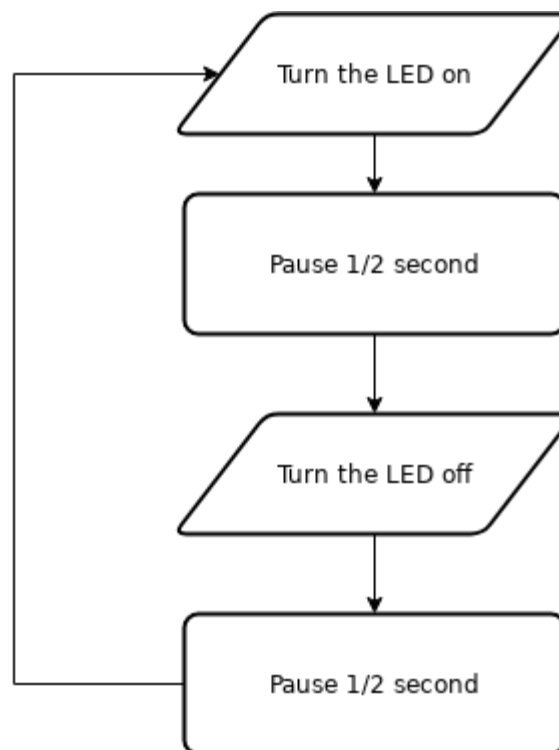 Turn the LED on
Pause 1/2 second
Turn the LED off
Pause 1/2 second